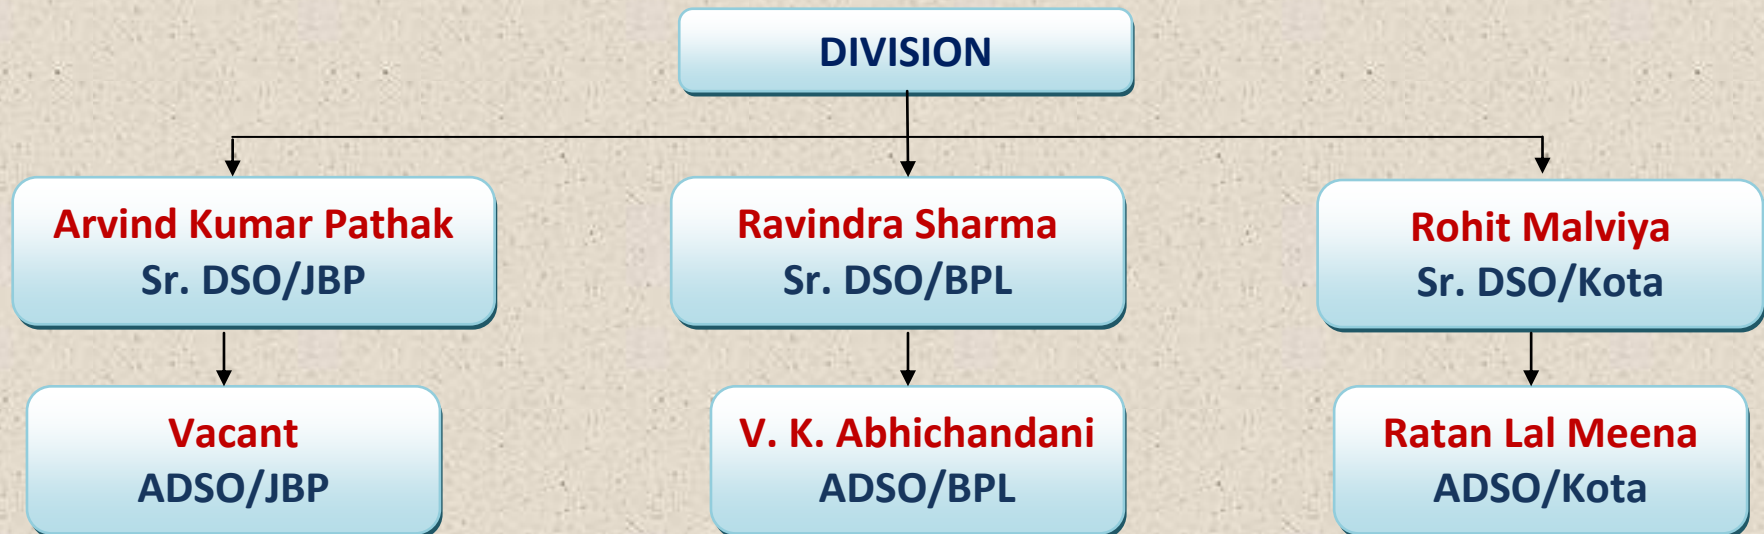 DIVISION
Arvind Kumar Pathak
Sr. DSO/JBP
Ravindra Sharma
Sr. DSO/BPL
Rohit Malviya
Sr. DSO/Kota
Vacant
ADSO/JBP
V. K. Abhichandani
ADSO/BPL
Ratan Lal Meena
ADSO/Kota